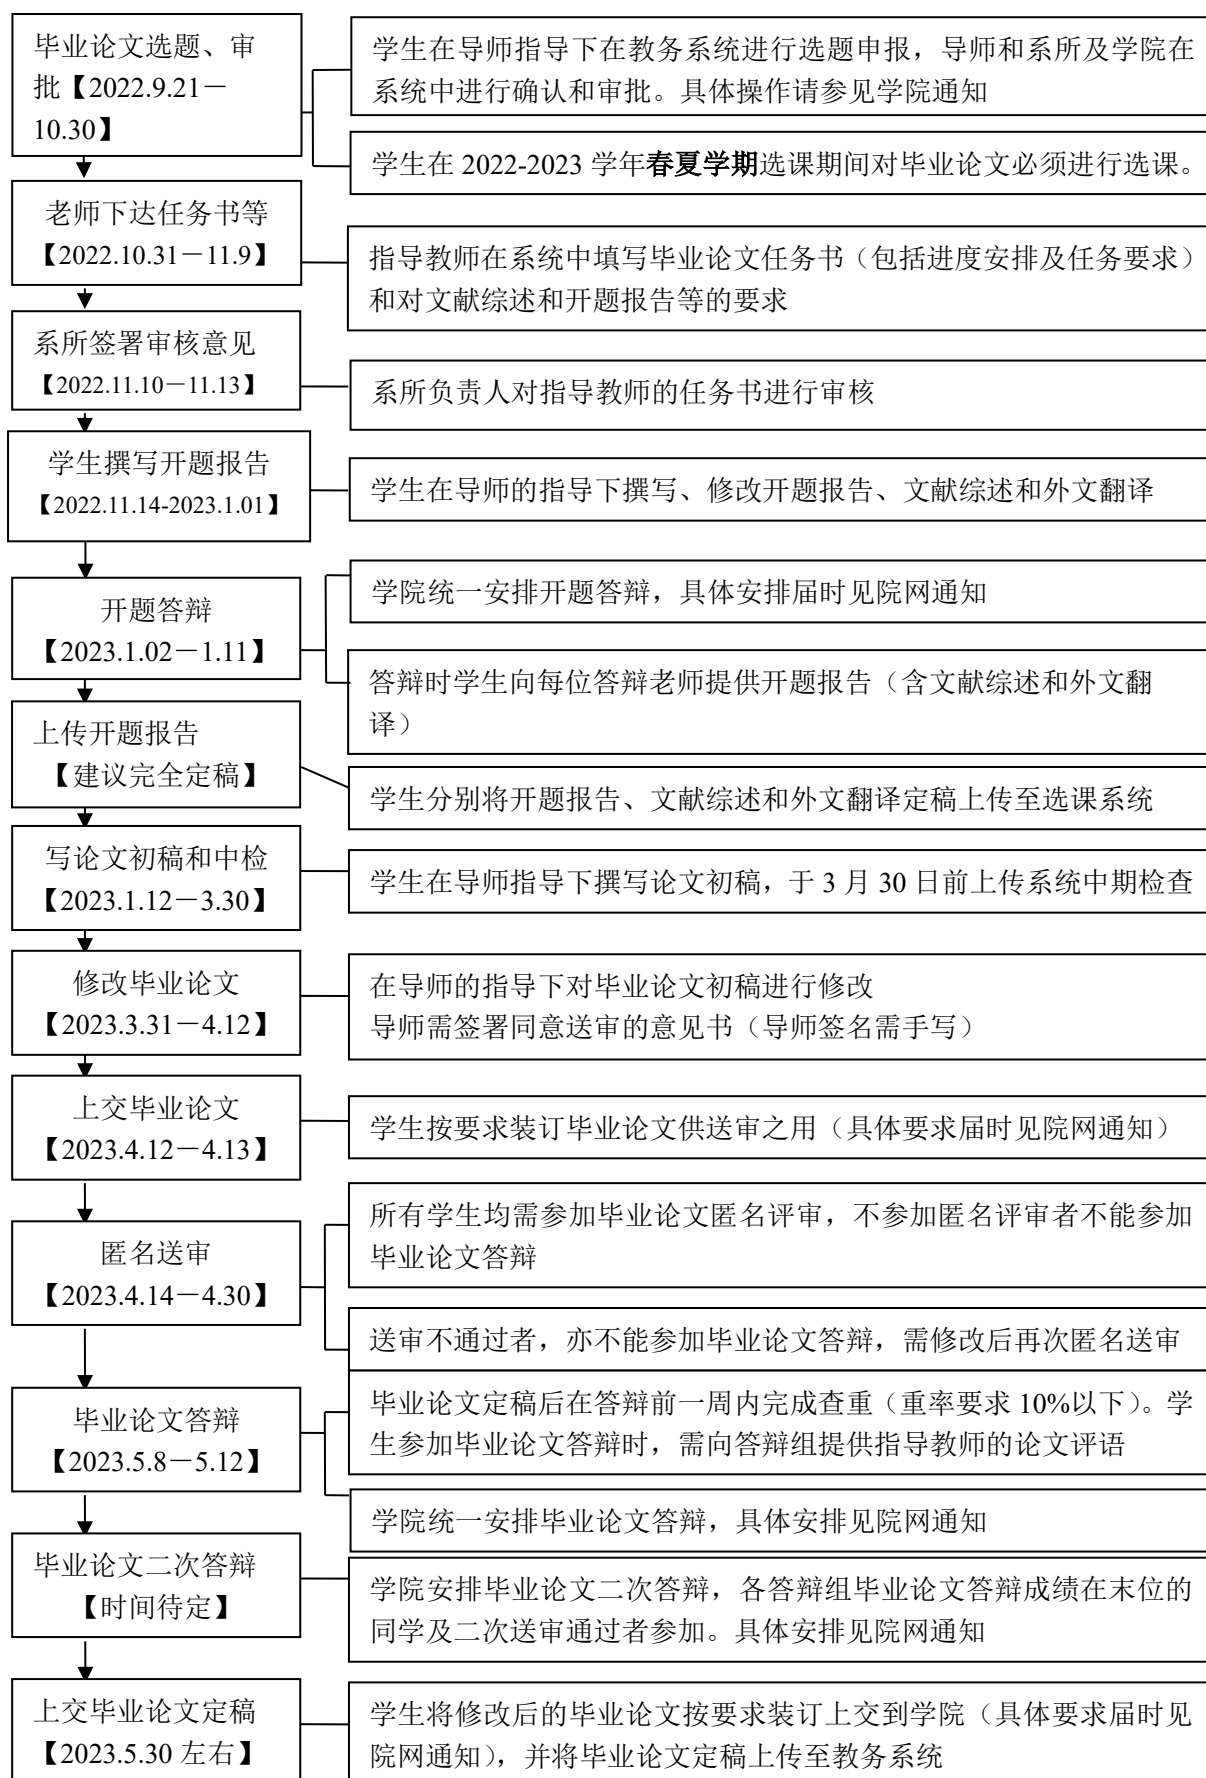 毕业论文选题、审
批【2022.9.21－
10.30】
学生在导师指导下在教务系统进行选题申报，导师和系所及学院在
系统中进行确认和审批。具体操作请参见学院通知
学生在 2022-2023 学年春夏学期选课期间对毕业论文必须进行选课。
老师下达任务书等
【2022.10.31－11.9】
指导教师在系统中填写毕业论文任务书（包括进度安排及任务要求）
和对文献综述和开题报告等的要求
系所签署审核意见
【2022.11.10－11.13】
系所负责人对指导教师的任务书进行审核
学生撰写开题报告
【2022.11.14-2023.1.01】
学生在导师的指导下撰写、修改开题报告、文献综述和外文翻译
开题答辩
【2023.1.02－1.11】
学院统一安排开题答辩，具体安排届时见院网通知
答辩时学生向每位答辩老师提供开题报告（含文献综述和外文翻
译）
上传开题报告
【建议完全定稿】
学生分别将开题报告、文献综述和外文翻译定稿上传至选课系统
写论文初稿和中检
【2023.1.12－3.30】
学生在导师指导下撰写论文初稿，于 3 月 30 日前上传系统中期检查
修改毕业论文
【2023.3.31－4.12】
在导师的指导下对毕业论文初稿进行修改
导师需签署同意送审的意见书（导师签名需手写）
上交毕业论文
【2023.4.12－4.13】
学生按要求装订毕业论文供送审之用（具体要求届时见院网通知）
匿名送审
【2023.4.14－4.30】
所有学生均需参加毕业论文匿名评审，不参加匿名评审者不能参加
毕业论文答辩
送审不通过者，亦不能参加毕业论文答辩，需修改后再次匿名送审
毕业论文答辩
【2023.5.8－5.12】
毕业论文定稿后在答辩前一周内完成查重（重率要求 10%以下）。学
生参加毕业论文答辩时，需向答辩组提供指导教师的论文评语
学院统一安排毕业论文答辩，具体安排见院网通知
毕业论文二次答辩
【时间待定】
学院安排毕业论文二次答辩，各答辩组毕业论文答辩成绩在末位的
同学及二次送审通过者参加。具体安排见院网通知
上交毕业论文定稿
【2023.5.30 左右】
学生将修改后的毕业论文按要求装订上交到学院（具体要求届时见
院网通知），并将毕业论文定稿上传至教务系统